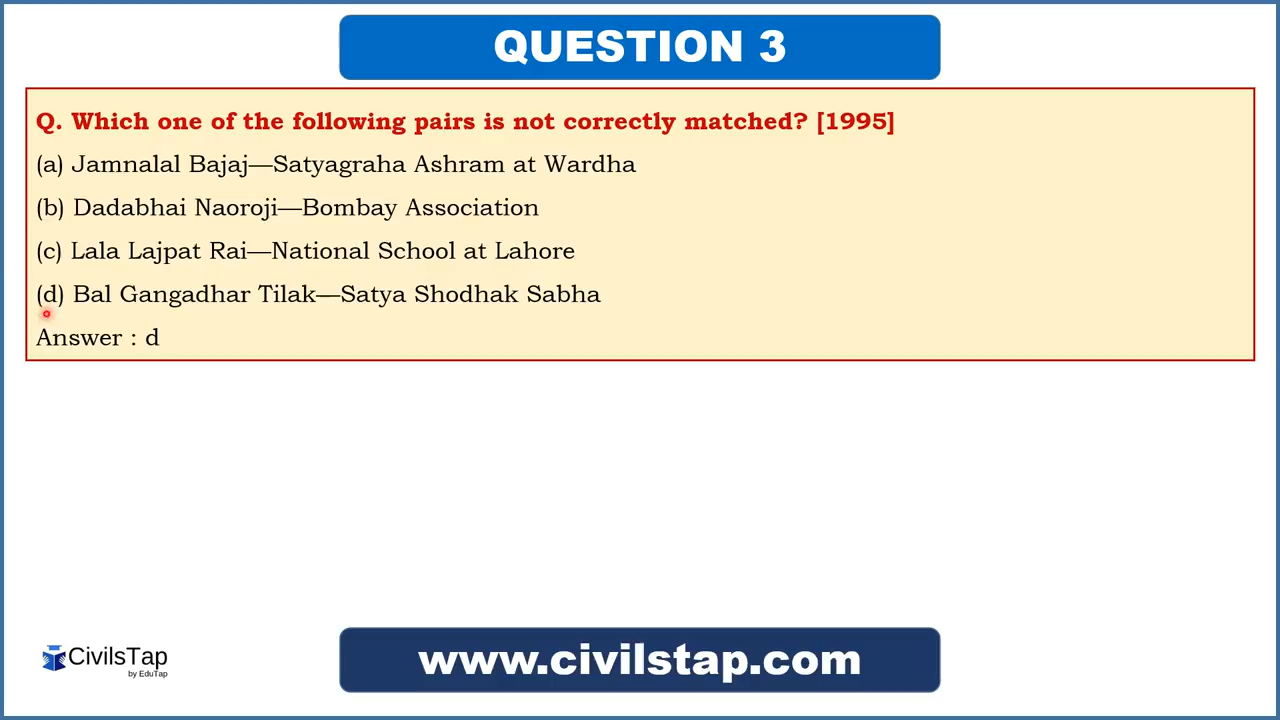 QUESTION 3
Q. Which one of the following pairs is not correctly matched? [1995]
(a) Jamnalal Bajaj—Satyagraha Ashram at Wardha
(b) Dadabhai Naoroji—Bombay Association
(c) Lala Lajpat Rai—National School at Lahore
(d) Bal Gangadhar Tilak—Satya Shodhak Sabha
Answer : d
CivilsTap
by EduTap
www.civilstap.com